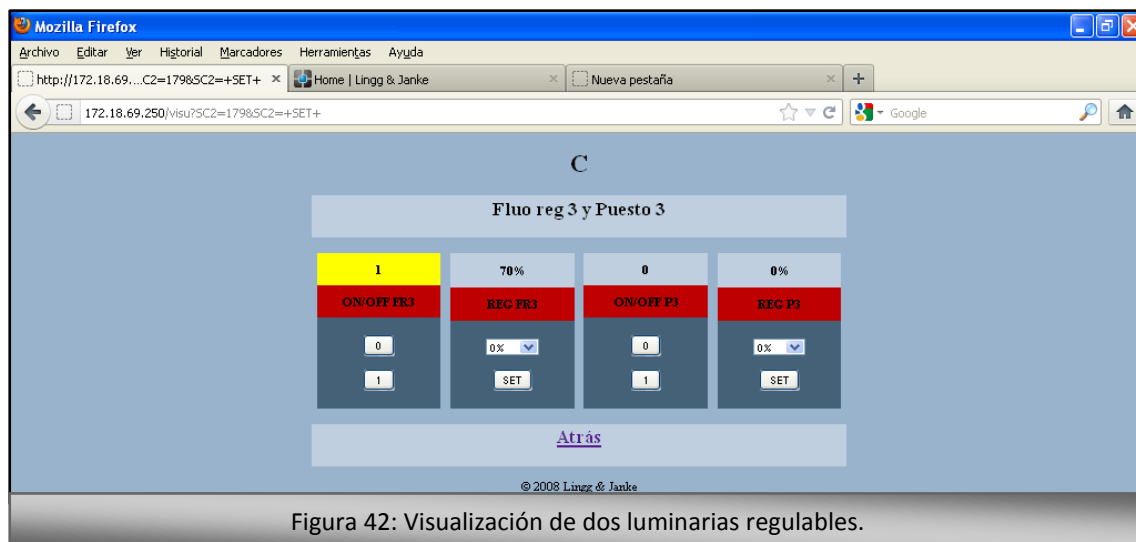 Mozilla Firefox
Archivo Editar Ver Historial Marcadores Herramientas Ayuda
http://172.18.69....C2=179&SC2=+SET+ Home | Lingg & Janke Nueva pestaña
172.18.69.250/visu?SC2=179&SC2=+SET+ Google
C
Fluo reg 3 y Puesto 3
1 70% 0 0%
ON/OFF FR3 REG FR3 ON/OFF P3 REG P3
0 0% 0 0%
1 SET 1 SET
Atrás
© 2008 Lingg & Janke
Figura 42: Visualización de dos luminarias regulables.